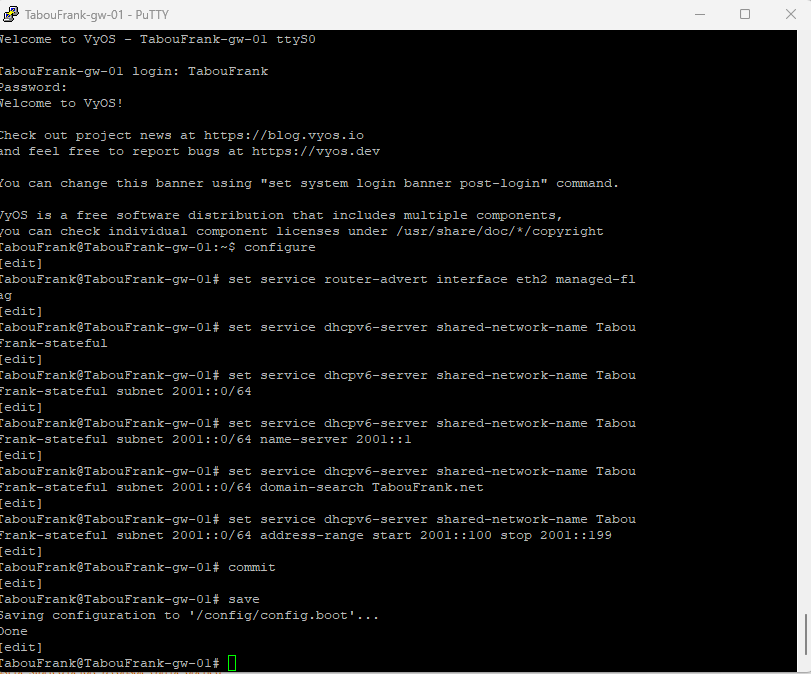 TabouFrank-gw-01 - PuTTY
Welcome to VyOS - TabouFrank-gw-01 ttyS0
TabouFrank-gw-01 login: TabouFrank
Password:
Welcome to VyOS!
Check out project news at https://blog.vyos.io
and feel free to report bugs at https://vyos.dev
You can change this banner using "set system login banner post-login" command.
VyOS is a free software distribution that includes multiple components,
you can check individual component licenses under /usr/share/doc/*/copyright
TabouFrank@TabouFrank-gw-01:~$ configure
[edit]
TabouFrank@TabouFrank-gw-01# set service router-advert interface eth2 managed-fl
ag
[edit]
TabouFrank@TabouFrank-gw-01# set service dhcpv6-server shared-network-name Tabou
Frank-stateful
[edit]
TabouFrank@TabouFrank-gw-01# set service dhcpv6-server shared-network-name Tabou
Frank-stateful subnet 2001::0/64
[edit]
TabouFrank@TabouFrank-gw-01# set service dhcpv6-server shared-network-name Tabou
Frank-stateful subnet 2001::0/64 name-server 2001::1
[edit]
TabouFrank@TabouFrank-gw-01# set service dhcpv6-server shared-network-name Tabou
Frank-stateful subnet 2001::0/64 domain-search TabouFrank.net
[edit]
TabouFrank@TabouFrank-gw-01# set service dhcpv6-server shared-network-name Tabou
Frank-stateful subnet 2001::0/64 address-range start 2001::100 stop 2001::199
[edit]
TabouFrank@TabouFrank-gw-01# commit
[edit]
TabouFrank@TabouFrank-gw-01# save
Saving configuration to '/config/config.boot'...
Done
[edit]
TabouFrank@TabouFrank-gw-01#